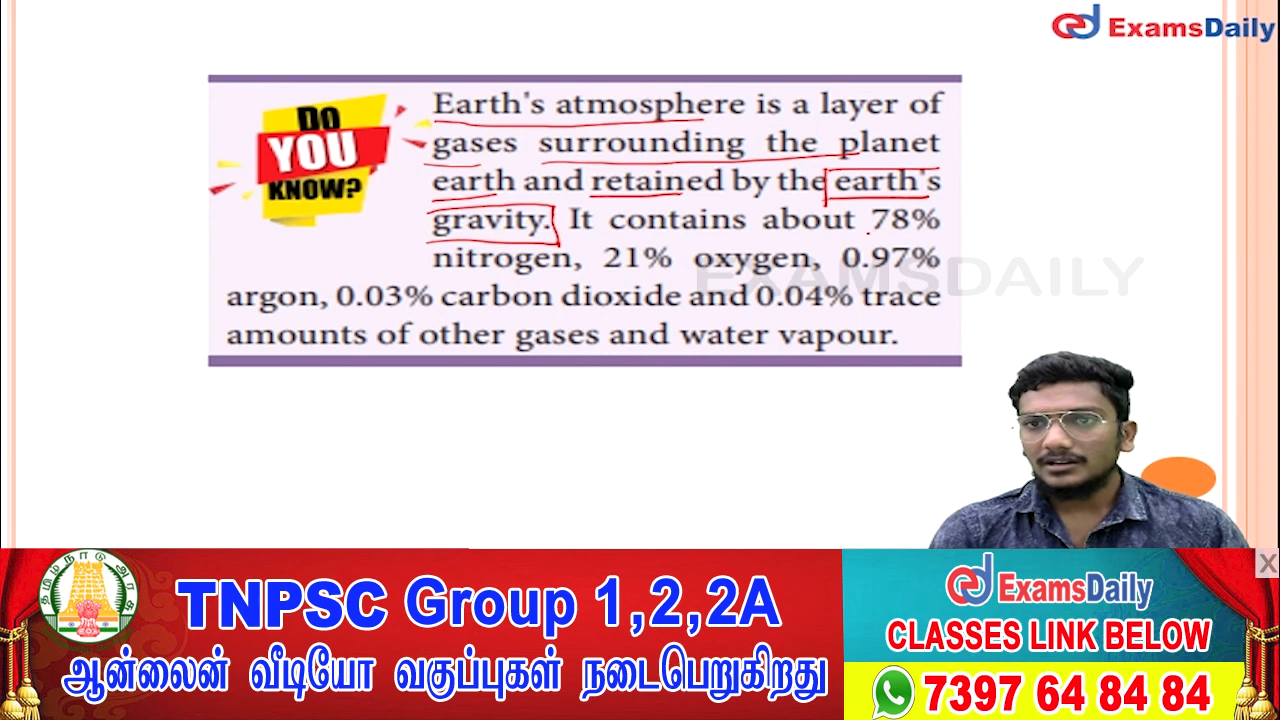 ExamsDaily
DO
YOU
KNOW?
Earth's atmosphere is a layer of
gases surrounding the planet
earth and retained by the earth's
gravity. It contains about 78%
nitrogen, 21% oxygen, 0.97%
argon, 0.03% carbon dioxide and 0.04% trace
amounts of other gases and water vapour.
EXAMSDAILY
TNPSC Group 1,2,2A
ஆன்லைன் வீடியோ வகுப்புகள் நடைபெறுகிறது
ExamsDaily
CLASSES LINK BELOW
7397 64 84 84
X
தமிழ்நாடு அரசு